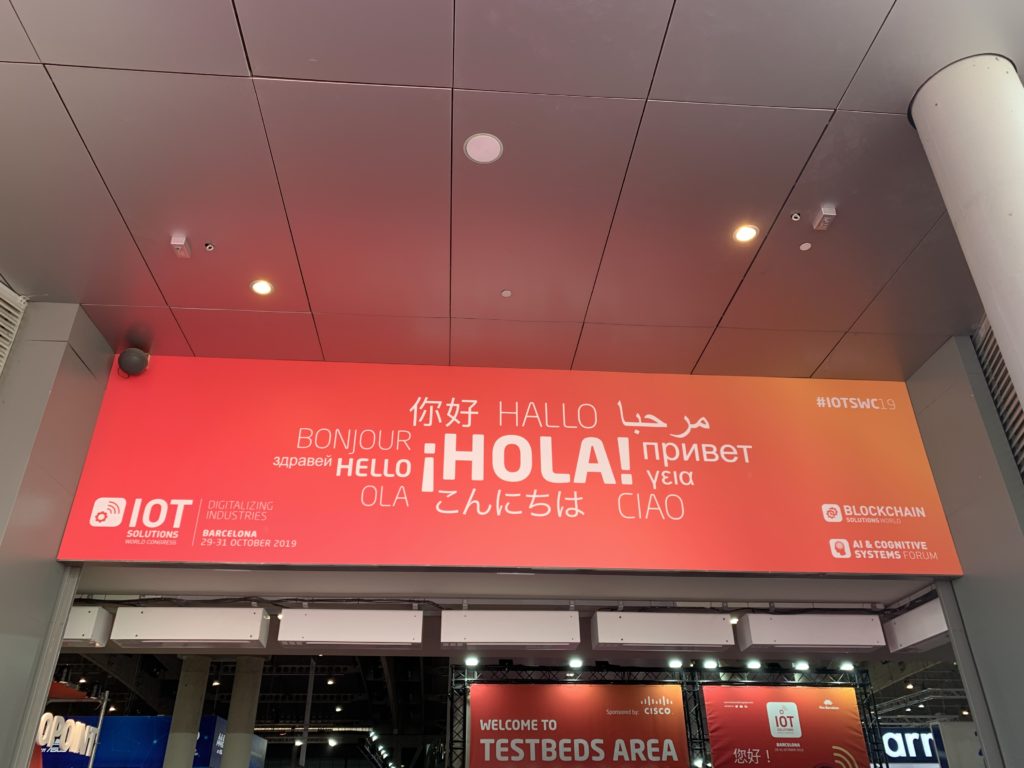 #IOTSWC19
你好 HALLO مرحبا
BONJOUR ¡HOLA! привет
здравей HELLO γεια
OLA こんにちは CIAO
IOT
SOLUTIONS
WORLD CONGRESS
DIGITALIZING
INDUSTRIES
BARCELONA
29-31 OCTOBER 2019
BLOCKCHAIN
SOLUTIONS WORLD
AI & COGNITIVE
SYSTEMS FORUM
WELCOME TO
TESTBEDS AREA
Sponsored by:
CISCO
IOT
SOLUTIONS
BARCELONA
你好！
arr